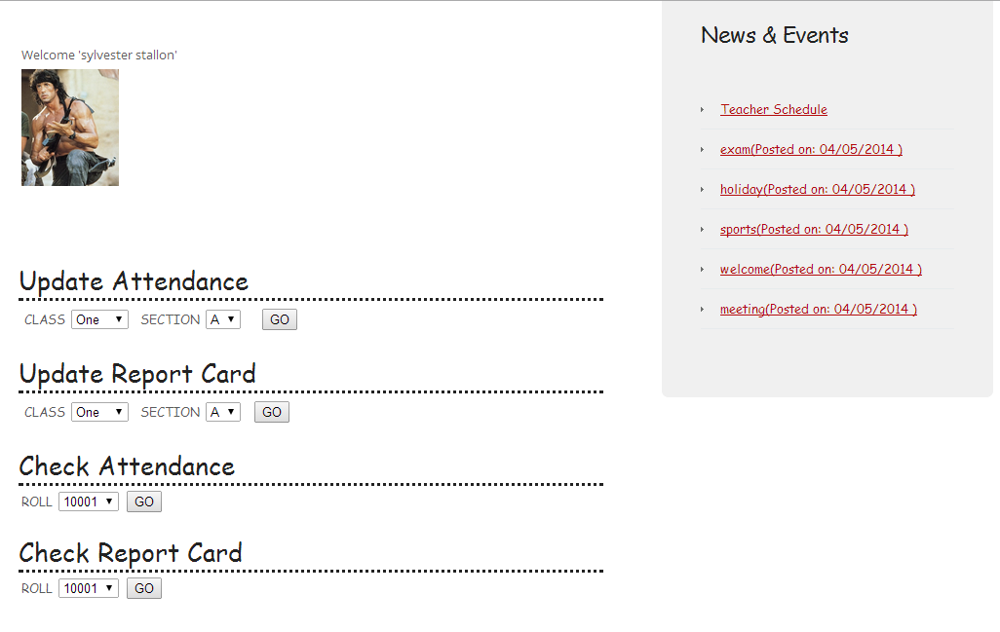 Welcome 'sylvester stallon'
Update Attendance
CLASS One SECTION A GO
Update Report Card
CLASS One SECTION A GO
Check Attendance
ROLL 10001 GO
Check Report Card
ROLL 10001 GO
News & Events
Teacher Schedule
exam(Posted on: 04/05/2014 )
holiday(Posted on: 04/05/2014 )
sports(Posted on: 04/05/2014 )
welcome(Posted on: 04/05/2014 )
meeting(Posted on: 04/05/2014 )